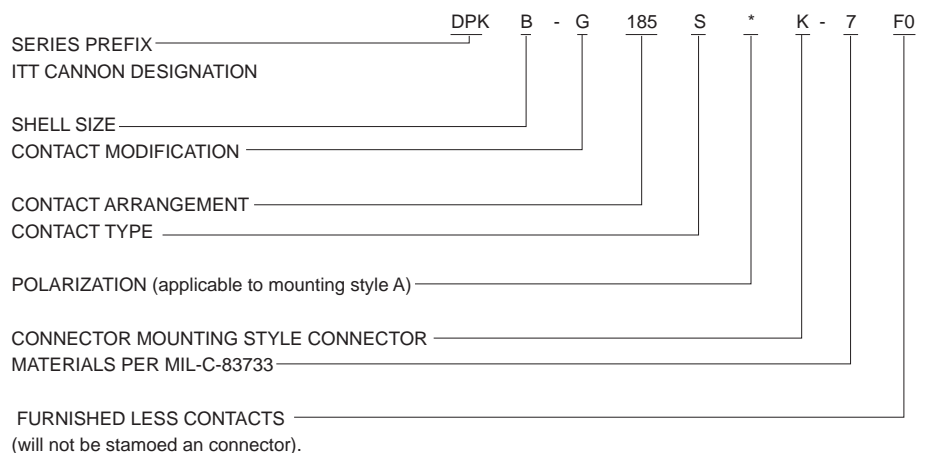 DPK B - G 185 S * K - 7 F0
SERIES PREFIX
ITT CANNON DESIGNATION
SHELL SIZE
CONTACT MODIFICATION
CONTACT ARRANGEMENT
CONTACT TYPE
POLARIZATION (applicable to mounting style A)
CONNECTOR MOUNTING STYLE CONNECTOR
MATERIALS PER MIL-C-83733
FURNISHED LESS CONTACTS
(will not be stamoed an connector).